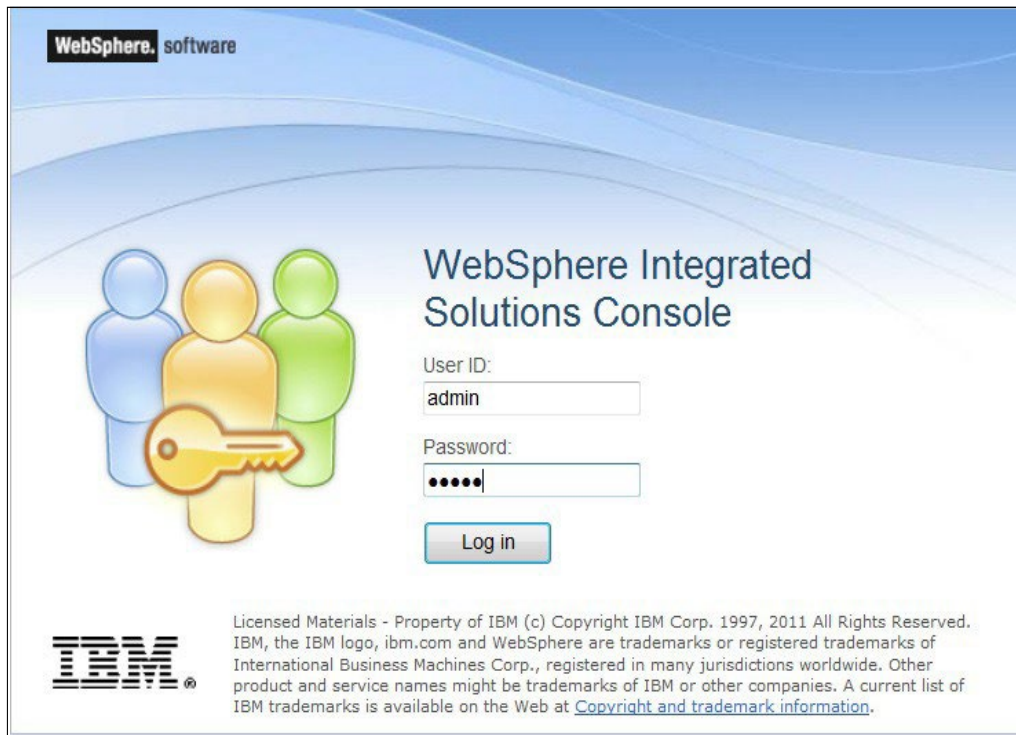 WebSphere. software
WebSphere Integrated
Solutions Console
User ID:
admin
Password:
•••••
Log in
Licensed Materials - Property of IBM (c) Copyright IBM Corp. 1997, 2011 All Rights Reserved.
IBM, the IBM logo, ibm.com and WebSphere are trademarks or registered trademarks of
International Business Machines Corp., registered in many jurisdictions worldwide. Other
product and service names might be trademarks of IBM or other companies. A current list of
IBM trademarks is available on the Web at Copyright and trademark information.
IBM®